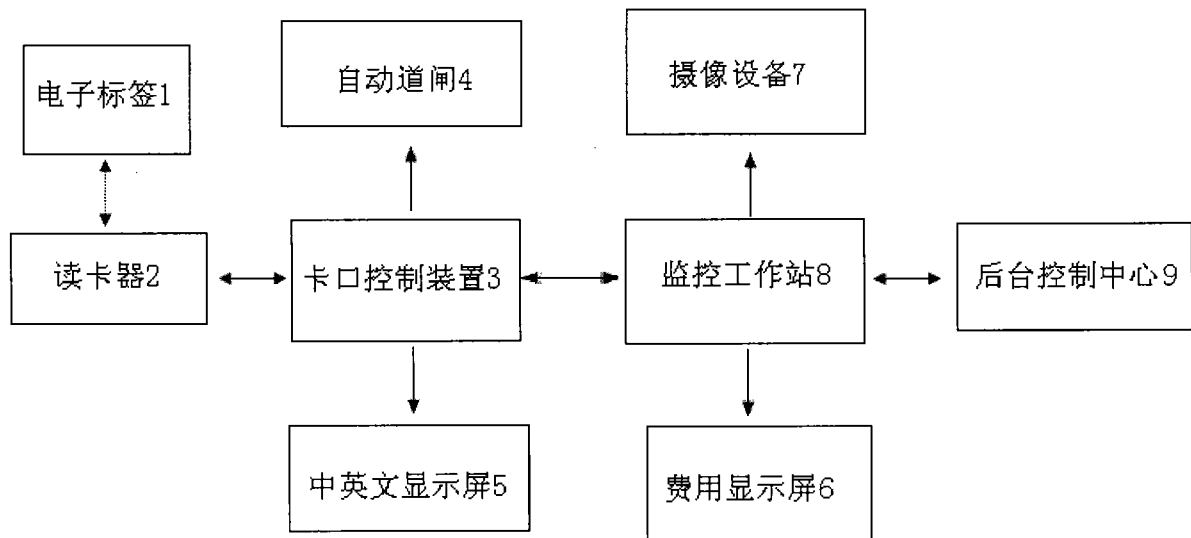 电子标签1
自动道闸4
摄像设备7
读卡器2
卡口控制装置3
监控工作站8
后台控制中心9
中英文显示屏5
费用显示屏6